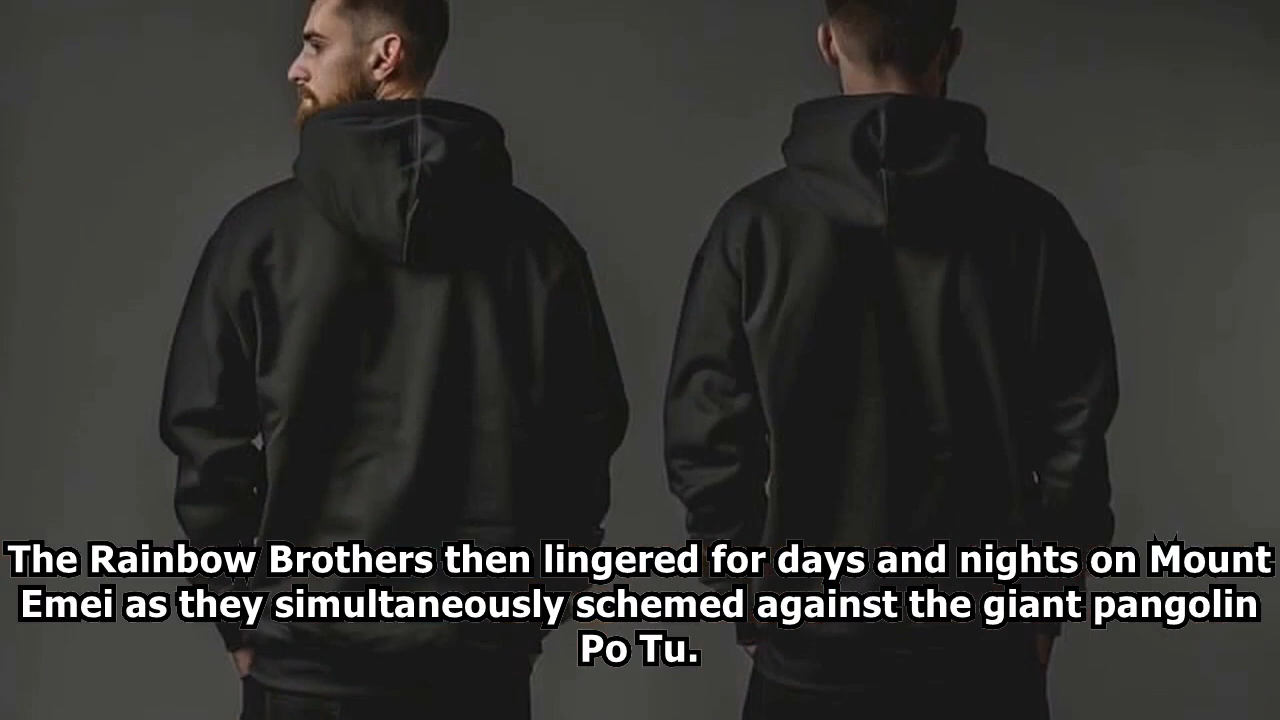 The Rainbow Brothers then lingered for days and nights on Mount
Emei as they simultaneously schemed against the giant pangolin
Po Tu.